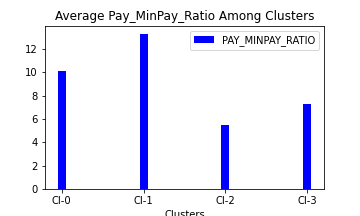 Average Pay_MinPay_Ratio Among Clusters
PAY_MINPAY_RATIO
12
10
8
6
4
2
0
Cl-0 Cl-1 Cl-2 Cl-3
Clusters